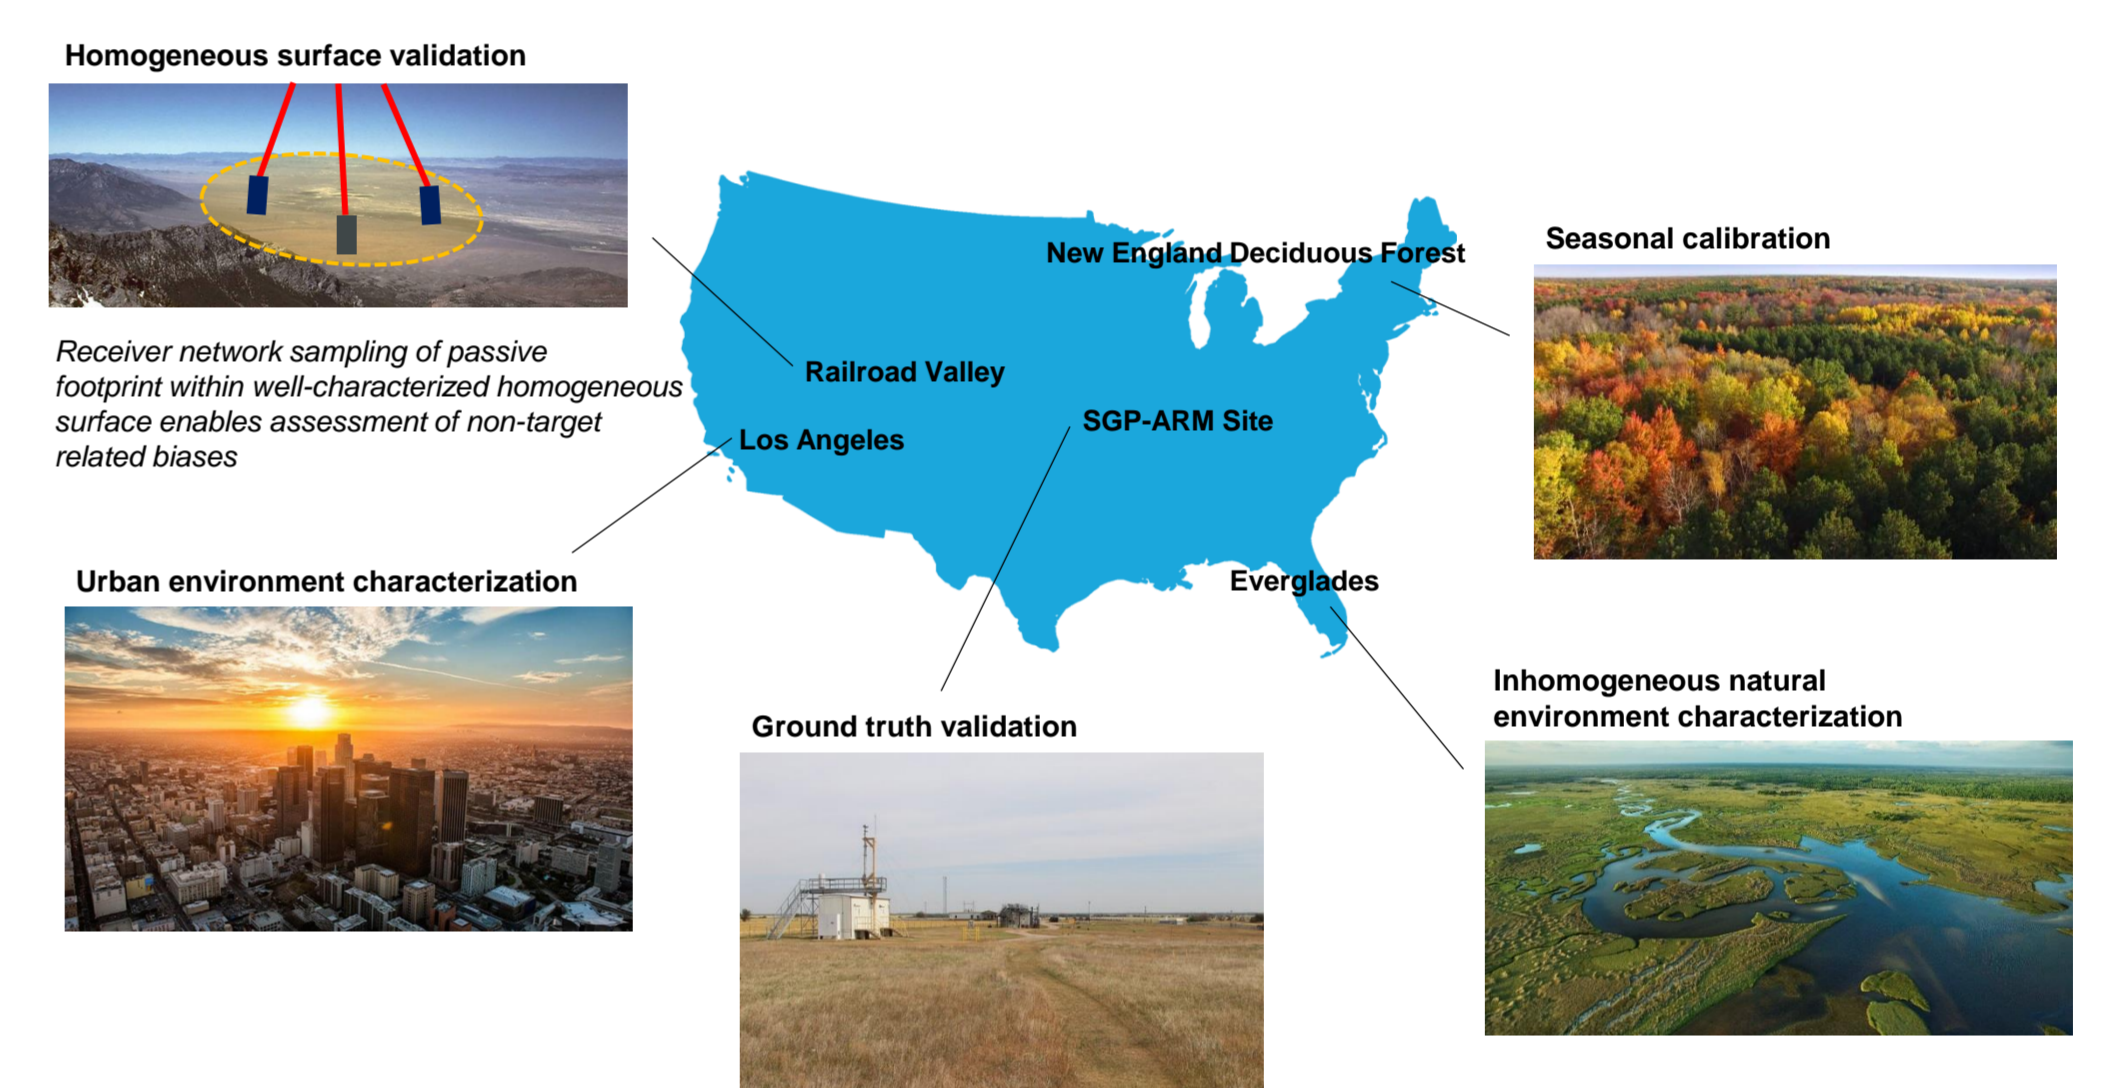 Homogeneous surface validation
Receiver network sampling of passive
footprint within well-characterized homogeneous
surface enables assessment of non-target
related biases
New England Deciduous Forest
Seasonal calibration
Railroad Valley
SGP-ARM Site
Los Angeles
Urban environment characterization
Everglades
Ground truth validation
Inhomogeneous natural
environment characterization